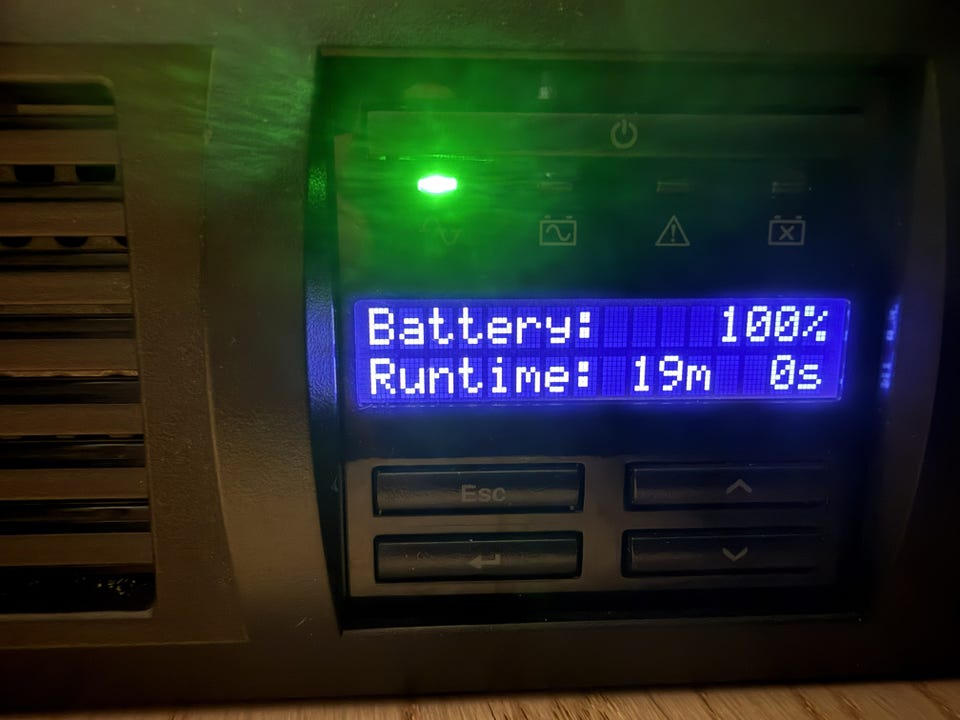 Battery: 100%
Runtime: 19m 0s
Esc